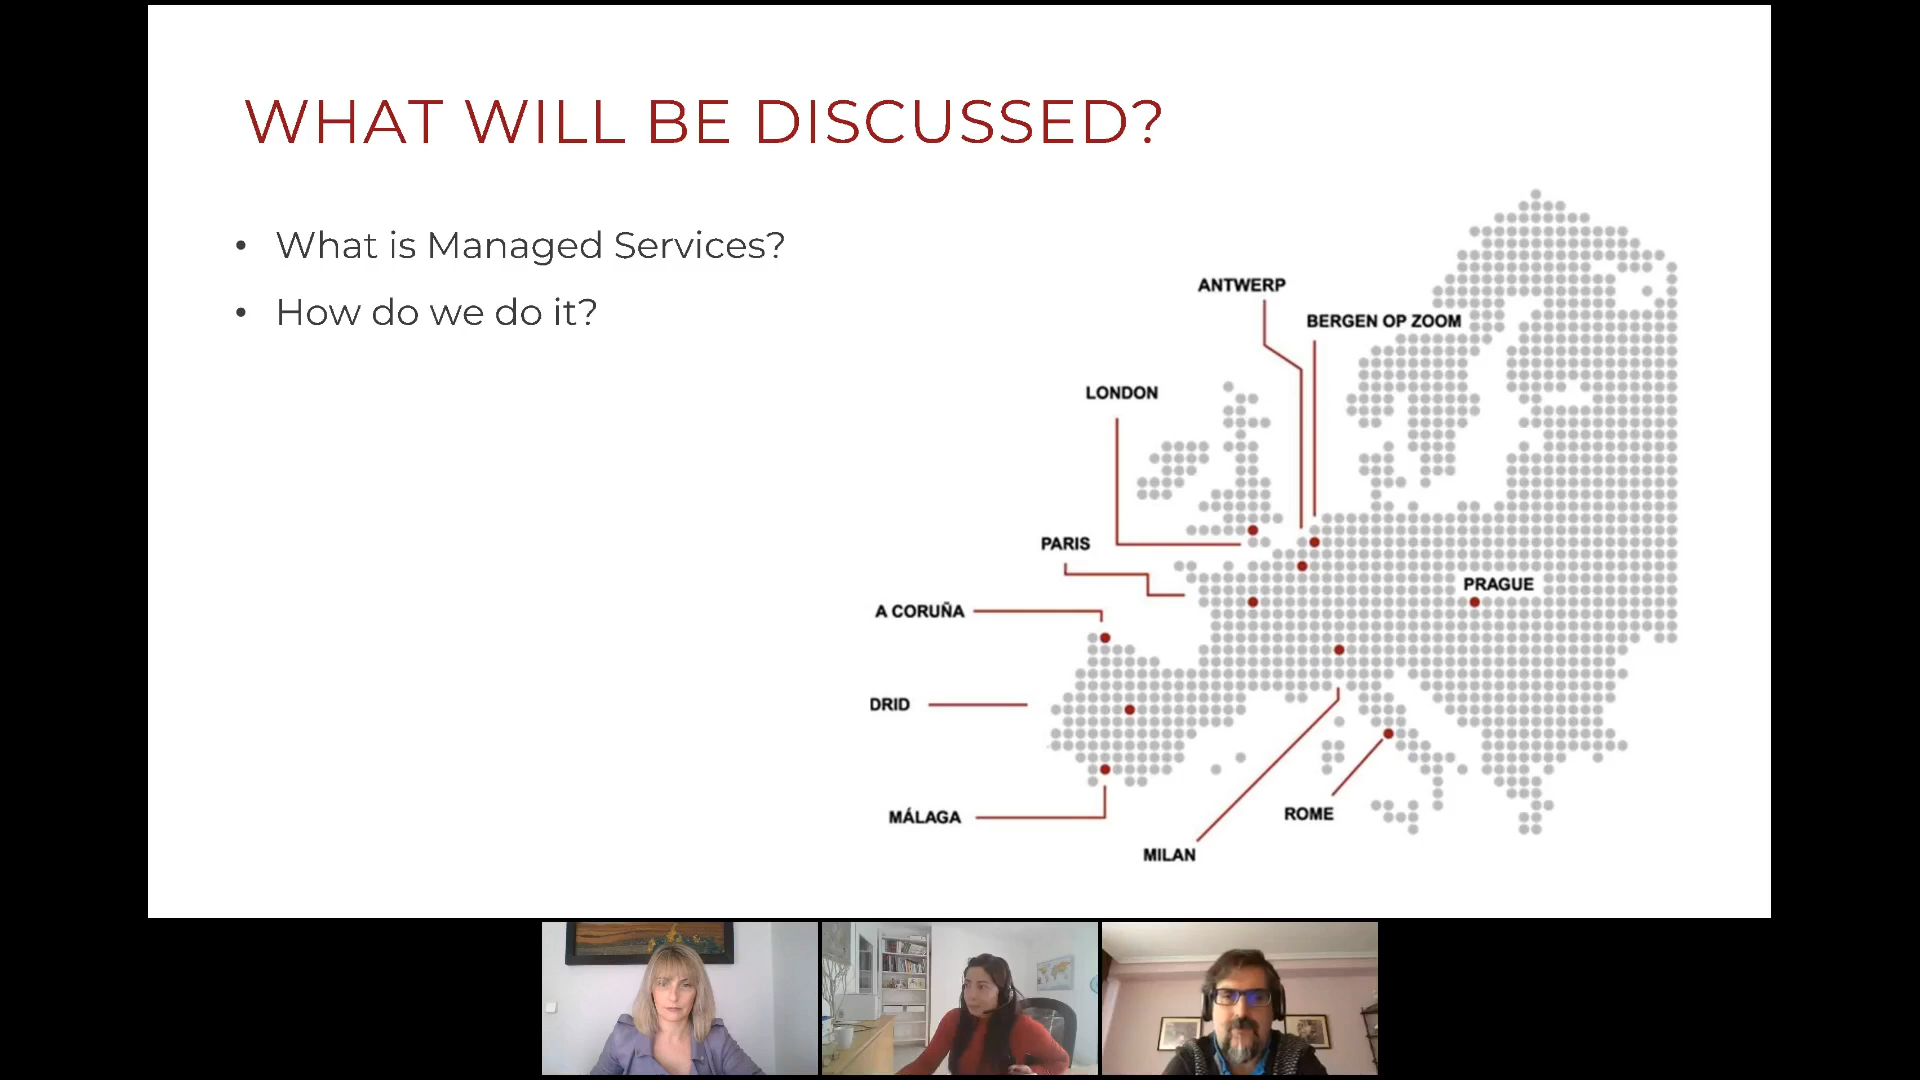 WHAT WILL BE DISCUSSED?
• What is Managed Services?
• How do we do it?
ANTWERP
BERGEN OP ZOOM
LONDON
PARIS
PRAGUE
A CORUÑA
DRID
MÁLAGA
ROME
MILAN